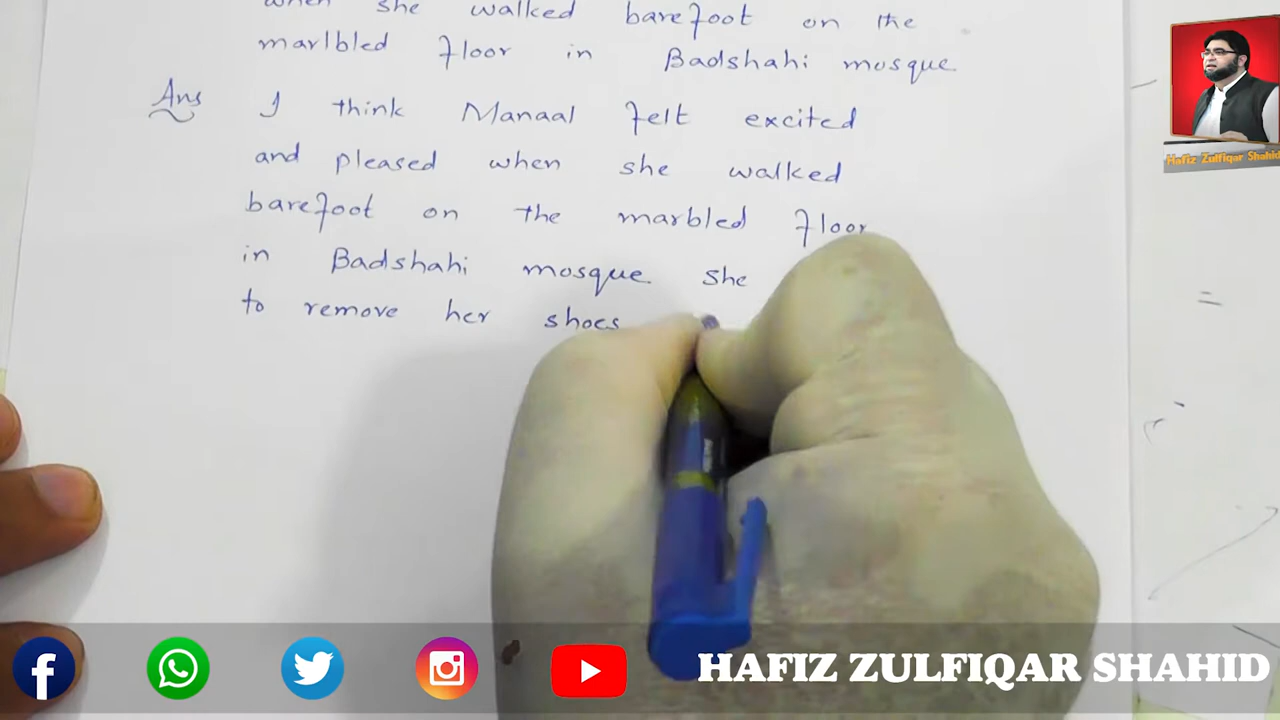 when she walked barefoot on the
marlbled floor in Badshahi mosque
Ans I think Manaal felt excited
and pleased when she walked
barefoot on the marbled floor
in Badshahi mosque she
to remove her shoes
Hafiz Zulfiqar Shahid
HAFIZ ZULFIQAR SHAHID